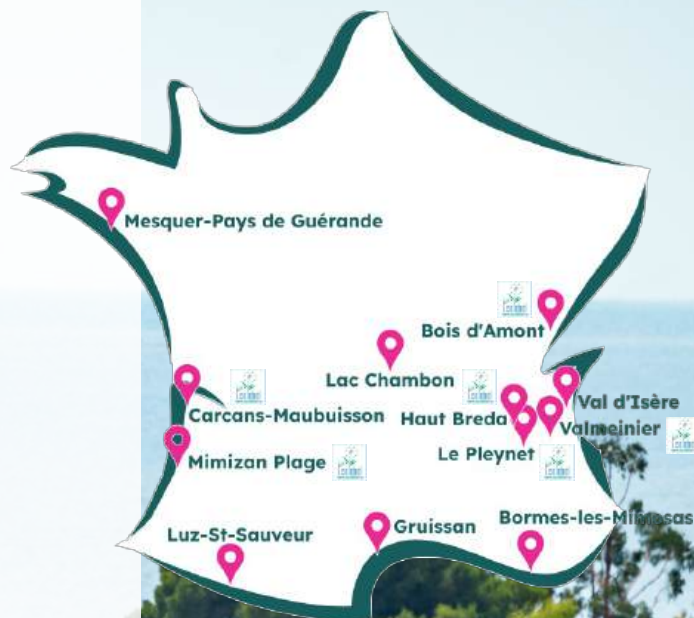 Mesquer-Pays de Guérande
Bois d'Amont
Lac Chambon
Val d'Isère
Carcans-Maubuisson
Haut Breda
Valmeinier
Le Pleynet
Mimizan Plage
Luz-St-Sauveur
Gruissan
Bormes-les-Mimosas